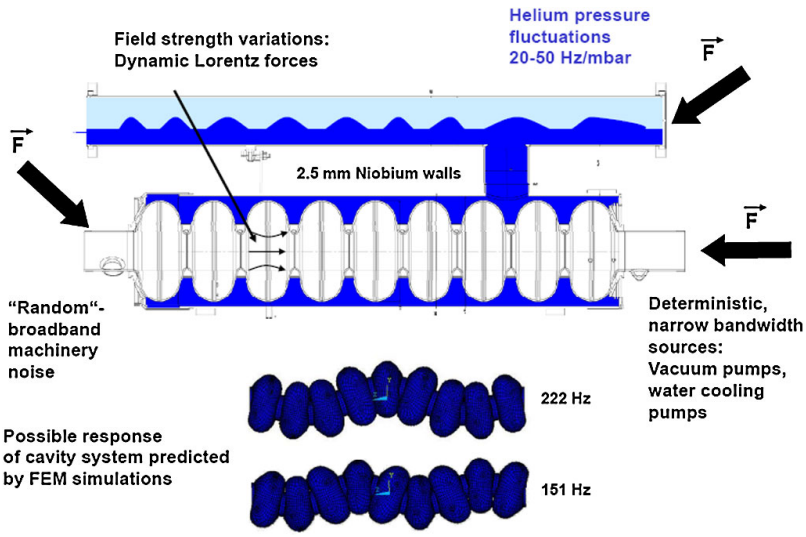 Field strength variations:
Dynamic Lorentz forces
Helium pressure
fluctuations
20-50 Hz/mbar
F
F
2.5 mm Niobium walls
F
“Random“-
broadband
machinery
noise
Deterministic,
narrow bandwidth
sources:
Vacuum pumps,
water cooling
pumps
222 Hz
Possible response
of cavity system predicted
by FEM simulations
151 Hz